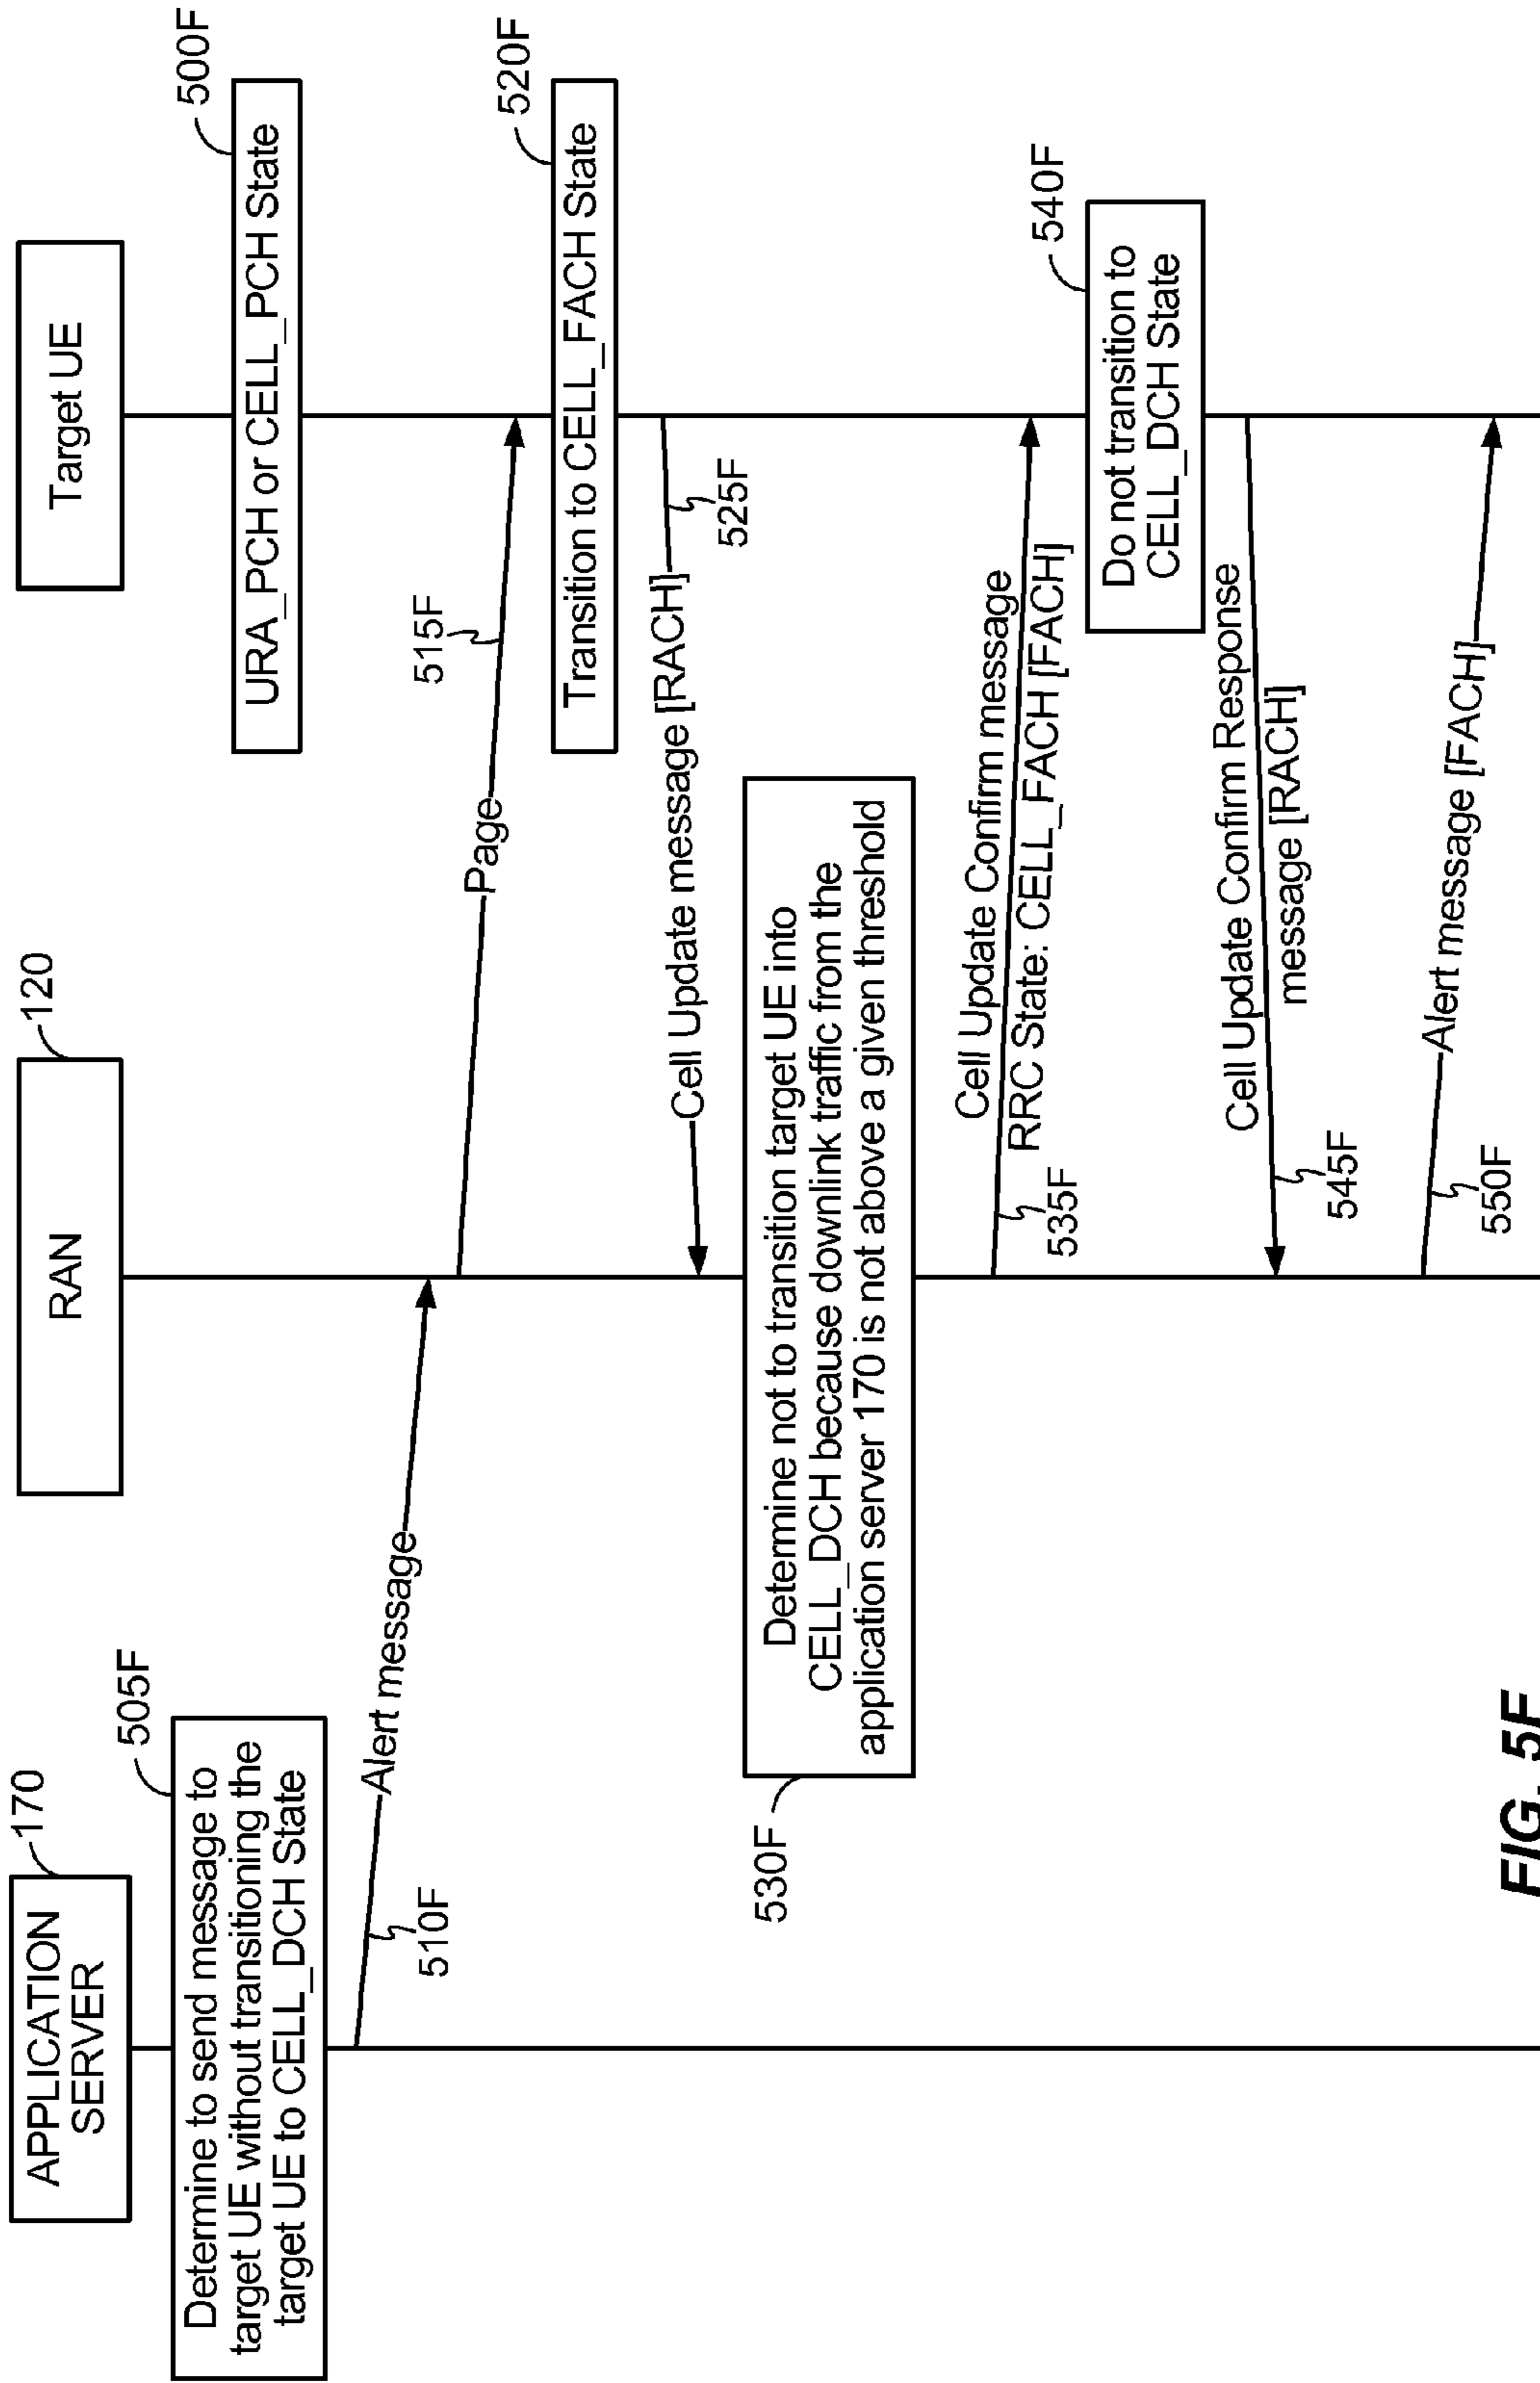 APPLICATION
SERVER
170
RAN
120
Target UE
URA_PCH or CELL_PCH State
500F
Determine to send message to
target UE without transitioning the
target UE to CELL_DCH State
505F
Alert message
510F
Page
515F
Transition to CELL_FACH State
520F
Cell Update message [RACH]
525F
Determine not to transition target UE into
CELL_DCH because downlink traffic from the
application server 170 is not above a given threshold
530F
Cell Update Confirm message
RRC State: CELL_FACH [FACH]
535F
Do not transition to
CELL_DCH State
540F
Cell Update Confirm Response
message [RACH]
545F
Alert message [FACH]
550F
FIG. 5F